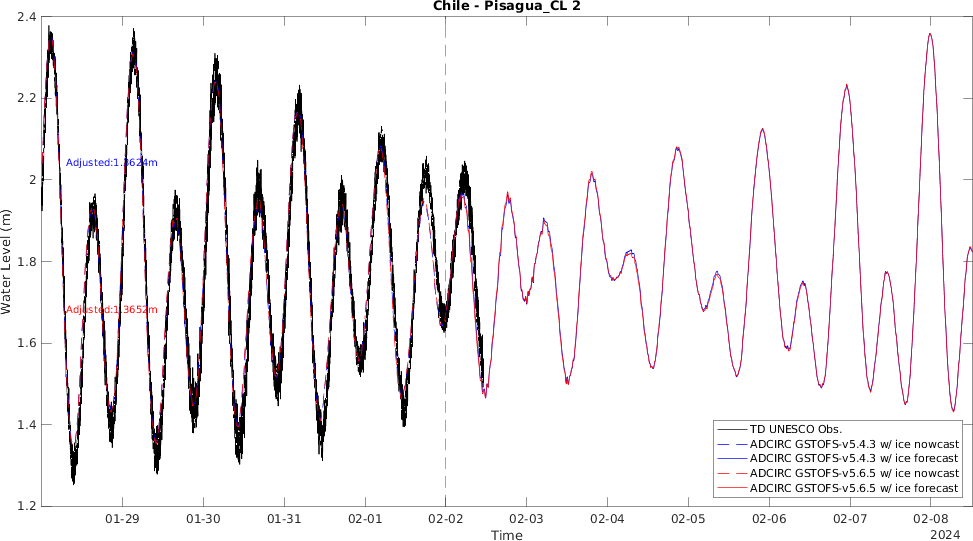 Chile - Pisagua_CL 2
2.4
2.2
2
1.8
1.6
1.4
1.2
Water Level (m)
Adjusted:1.3624m
Adjusted:1.3652m
TD UNESCO Obs.
ADCIRC GSTOFS-v5.4.3 w/ ice nowcast
ADCIRC GSTOFS-v5.4.3 w/ ice forecast
ADCIRC GSTOFS-v5.6.5 w/ ice nowcast
ADCIRC GSTOFS-v5.6.5 w/ ice forecast
01-29 01-30 01-31 02-01 02-02 02-03 02-04 02-05 02-06 02-07 02-08
Time
2024